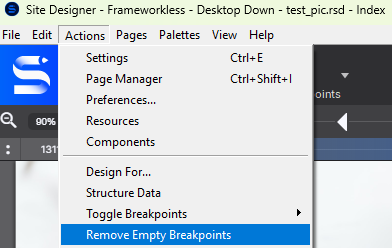 Site Designer - Frameworkless - Desktop Down - test_pic.rsd - Index
File Edit Actions Pages Palettes View Help
Settings Ctrl+E
Page Manager Ctrl+Shift+I
Preferences...
Resources
oints
Components
90%
Design For...
1311
Structure Data
Toggle Breakpoints
Remove Empty Breakpoints